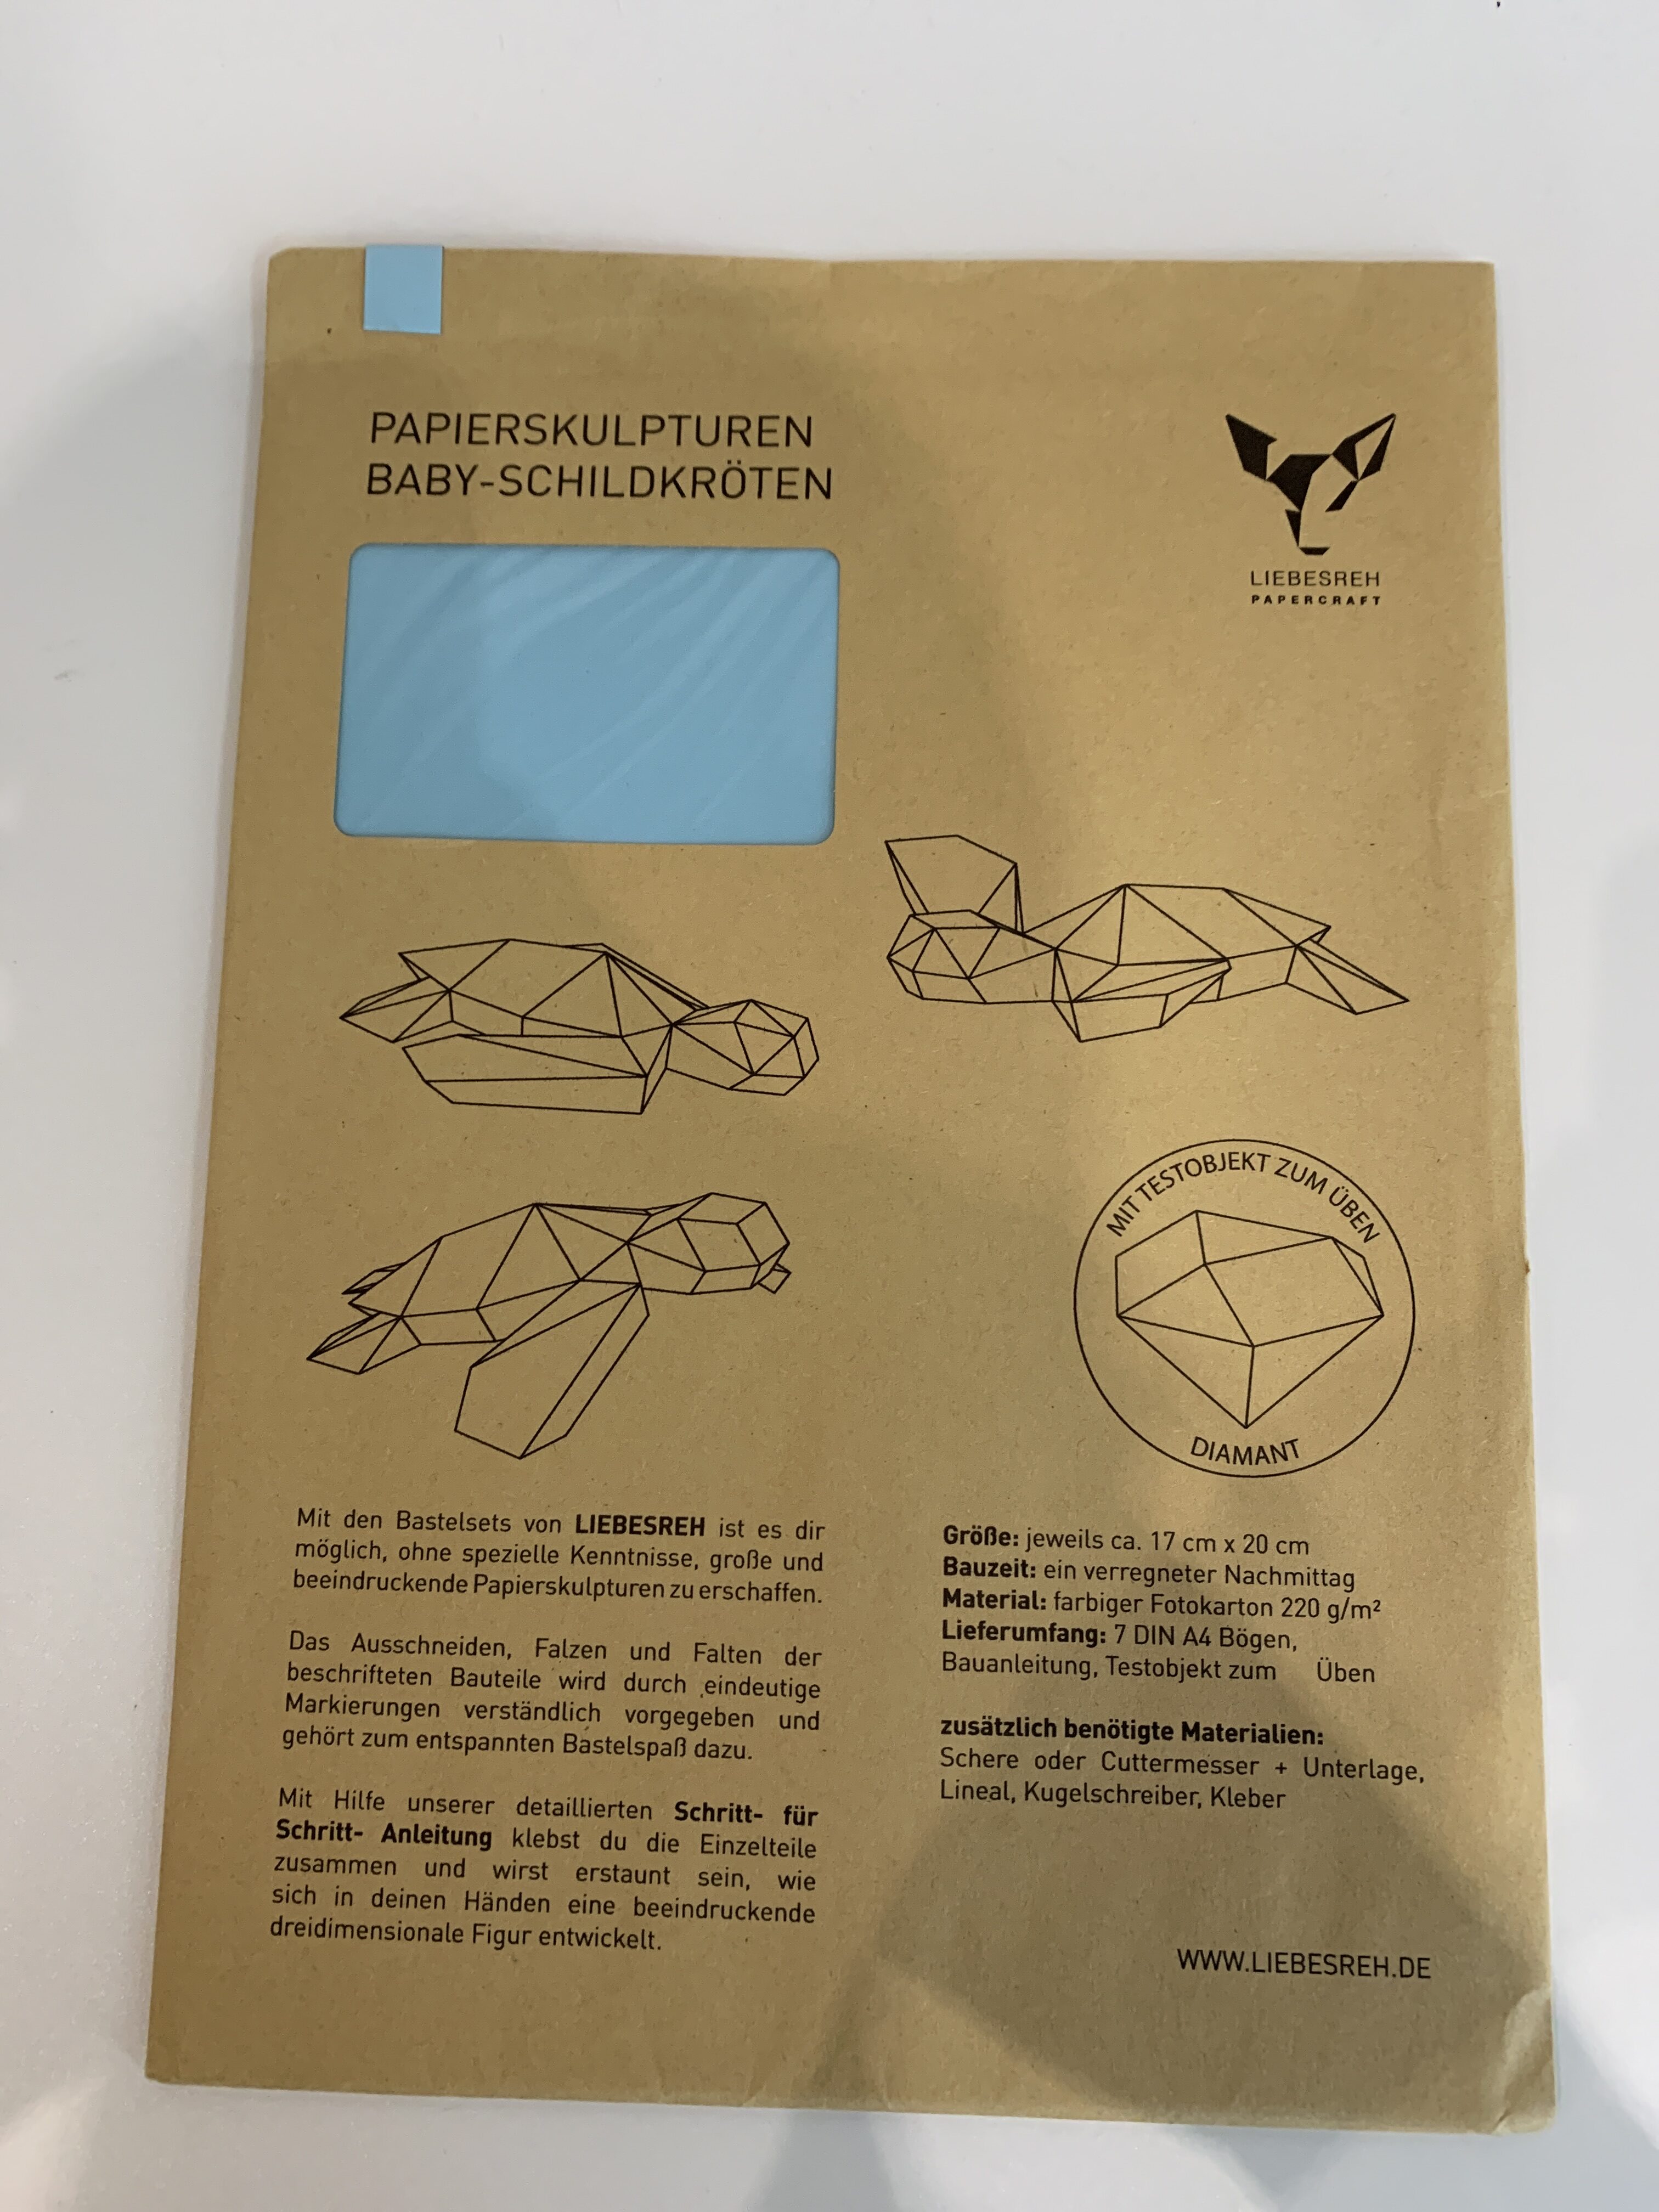 PAPIERSKULPTUREN
BABY-SCHILDKRÖTEN
LIEBESREH
PAPERCRAFT
MIT TESTOBJEKT ZUM ÜBEN
DIAMANT
Mit den Bastelsets von LIEBESREH ist es dir
möglich, ohne spezielle Kenntnisse, große und
beeindruckende Papierskulpturen zu erschaffen.
Das Ausschneiden, Falzen und Falten der
beschrifteten Bauteile wird durch eindeutige
Markierungen verständlich vorgegeben und
gehört zum entspannten Bastelspaß dazu.
Mit Hilfe unserer detaillierten Schritt- für
Schritt- Anleitung klebst du die Einzelteile
zusammen und wirst erstaunt sein, wie
sich in deinen Händen eine beeindruckende
dreidimensionale Figur entwickelt.
Größe: jeweils ca. 17 cm x 20 cm
Bauzeit: ein verregneter Nachmittag
Material: farbiger Fotokarton 220 g/m²
Lieferumfang: 7 DIN A4 Bögen,
Bauanleitung, Testobjekt zum Üben
zusätzlich benötigte Materialien:
Schere oder Cuttermesser + Unterlage,
Lineal, Kugelschreiber, Kleber
WWW.LIEBESREH.DE